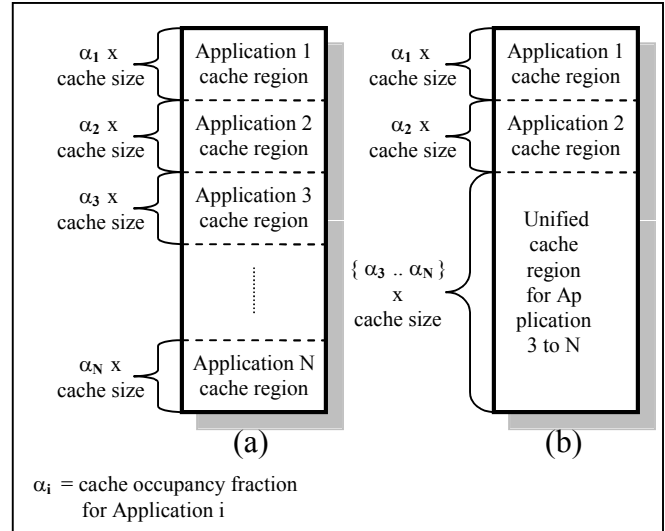 α1 x
cache size
Application 1
cache region
α2 x
cache size
Application 2
cache region
α3 x
cache size
Application 3
cache region
αN x
cache size
Application N
cache region
(a)
α1 x
cache size
Application 1
cache region
α2 x
cache size
Application 2
cache region
{ α3 .. αN }
x
cache size
Unified
cache
region
for Ap
plication
3 to N
(b)
αi = cache occupancy fraction
for Application i